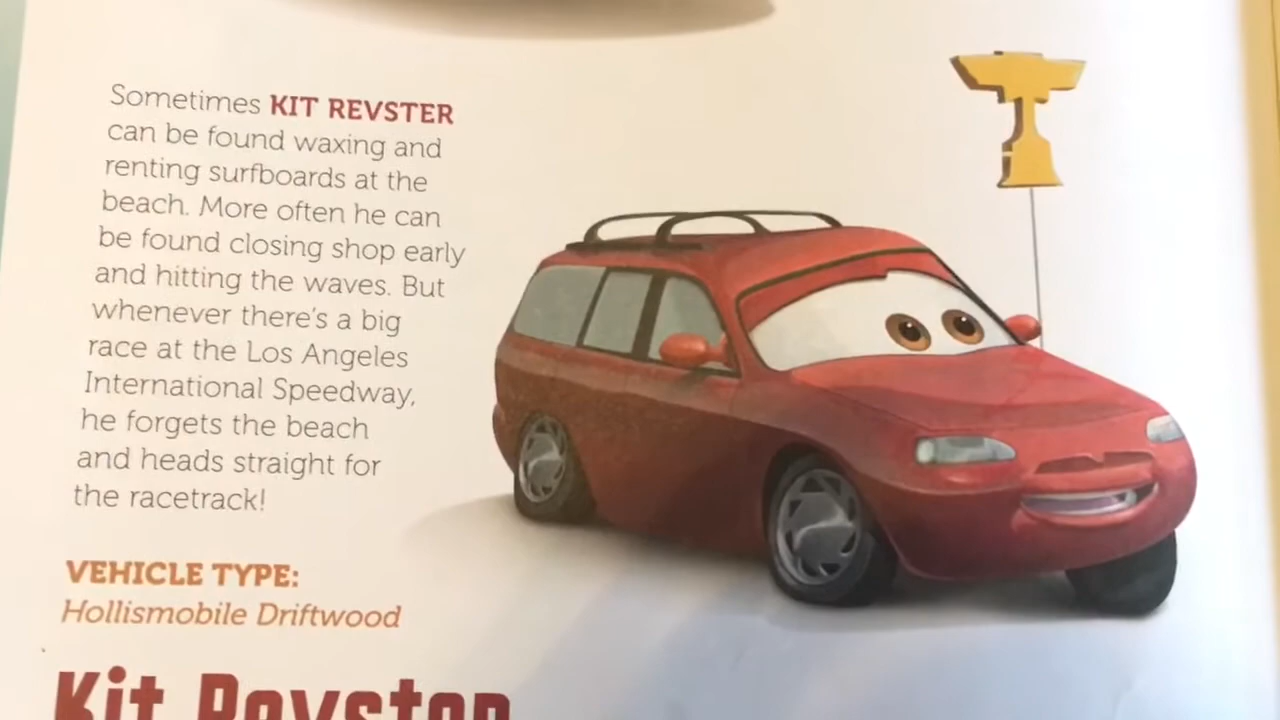 Sometimes KIT REVSTER
can be found waxing and
renting surfboards at the
beach. More often he can
be found closing shop early
and hitting the waves. But
whenever there's a big
race at the Los Angeles
International Speedway,
he forgets the beach
and heads straight for
the racetrack!
VEHICLE TYPE:
Hollismobile Driftwood
Kit Revster